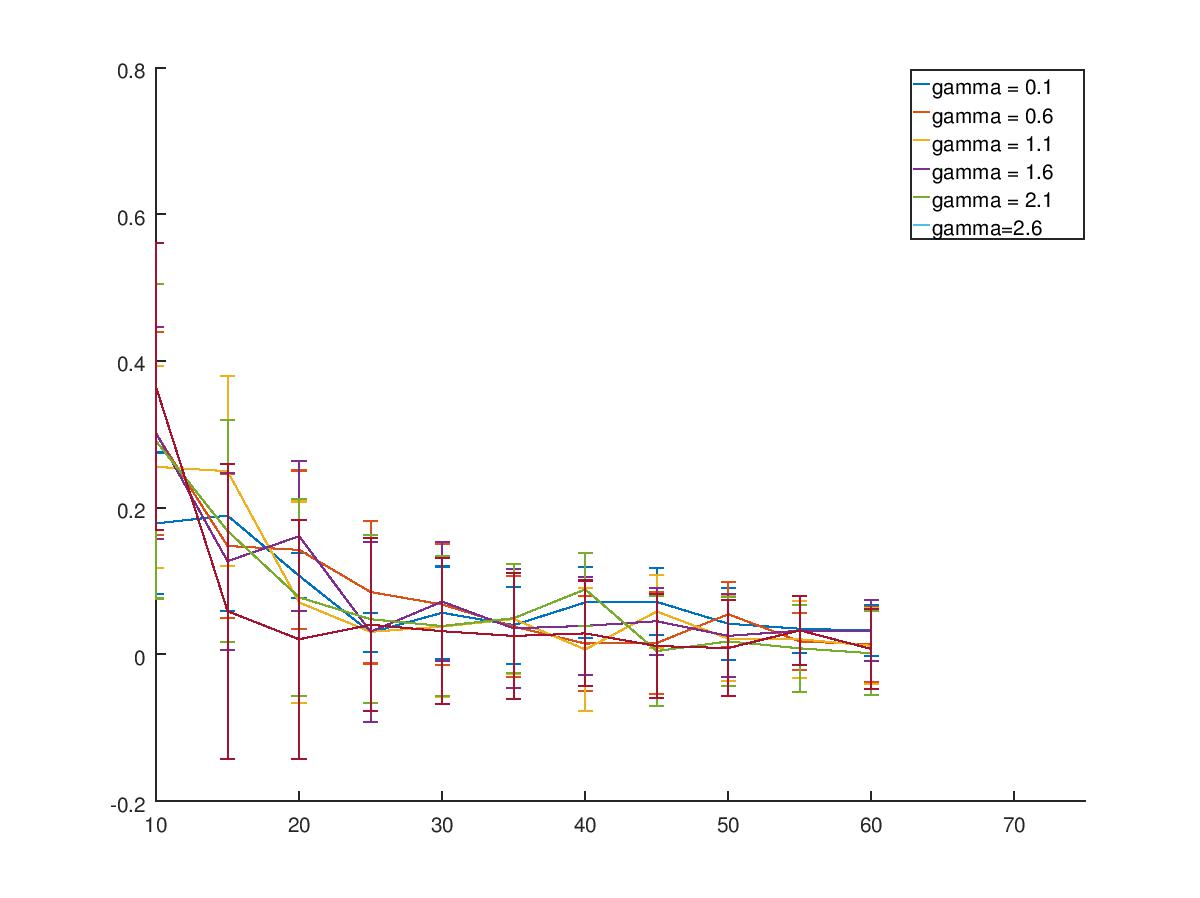 0.8
0.6
0.4
0.2
0
-0.2
10 20 30 40 50 60 70
gamma = 0.1
gamma = 0.6
gamma = 1.1
gamma = 1.6
gamma = 2.1
gamma=2.6